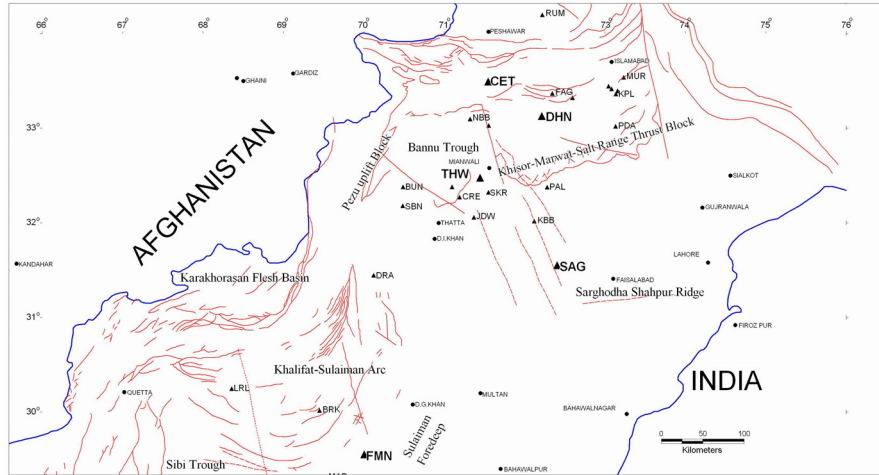 66
67
68
69
70
71
72
73
74
75
76
RUM
PESHAWAR
ISLAMABAD
GARDIZ
GHAINI
CET
MUR
FAG
KPL
33
NBB
DHN
PDA
33
AFGHANISTAN
Bannu Trough
Khisor-Marwat-Salt-Range Thrust Block
Pezu uplift Block
MIANWALI
THW
SIALKOT
BUN
CRE
SKR
PAL
SBN
GUJRANWALA
32
THATTA
JDW
KBB
32
D.I.KHAN
KANDAHAR
LAHORE
SAG
Karakhorasan Flesh Basin
DRA
FAISALABAD
Sarghodha Shahpur Ridge
31
31
FIROZ PUR
Khalifat-Sulaiman Arc
INDIA
QUETTA
LRL
MULTAN
30
BRK
D.G.KHAN
BAHAWALNAGAR
30
Sulaiman
Foredeep
0
50
100
Kilometers
FMN
Sibi Trough
BAHAWALPUR